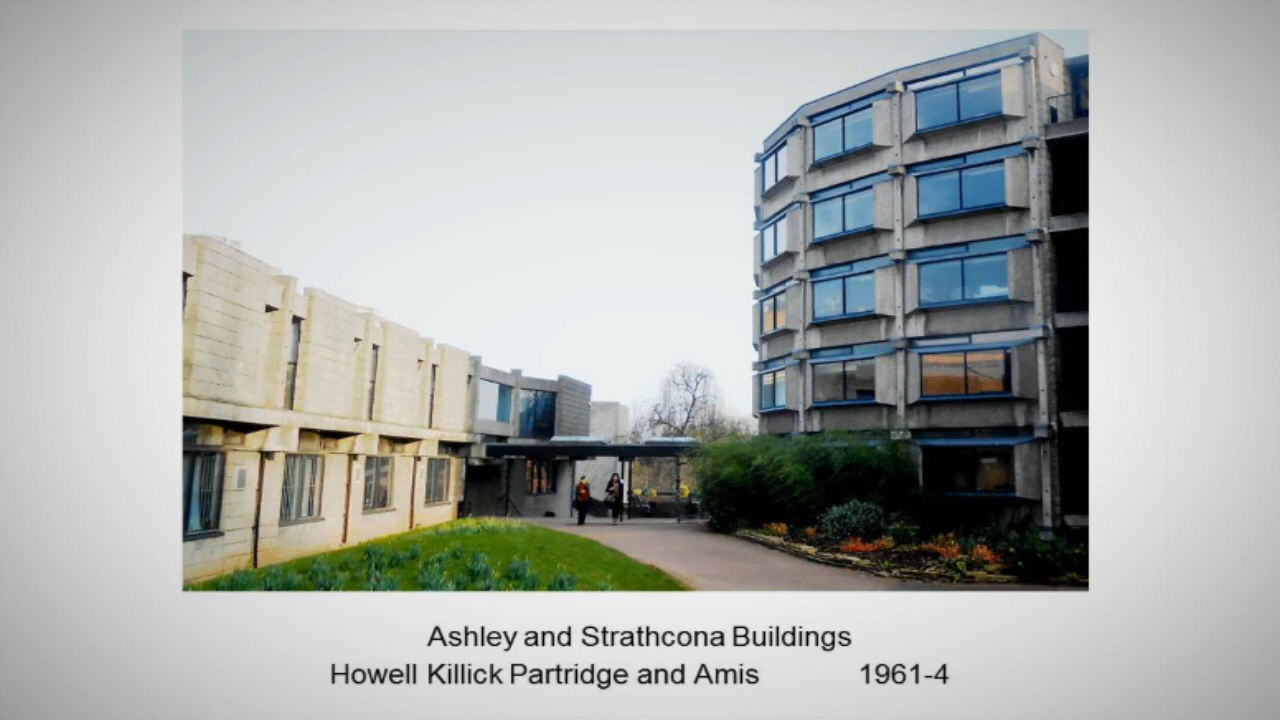 Ashley and Strathcona Buildings
Howell Killick Partridge and Amis 1961-4